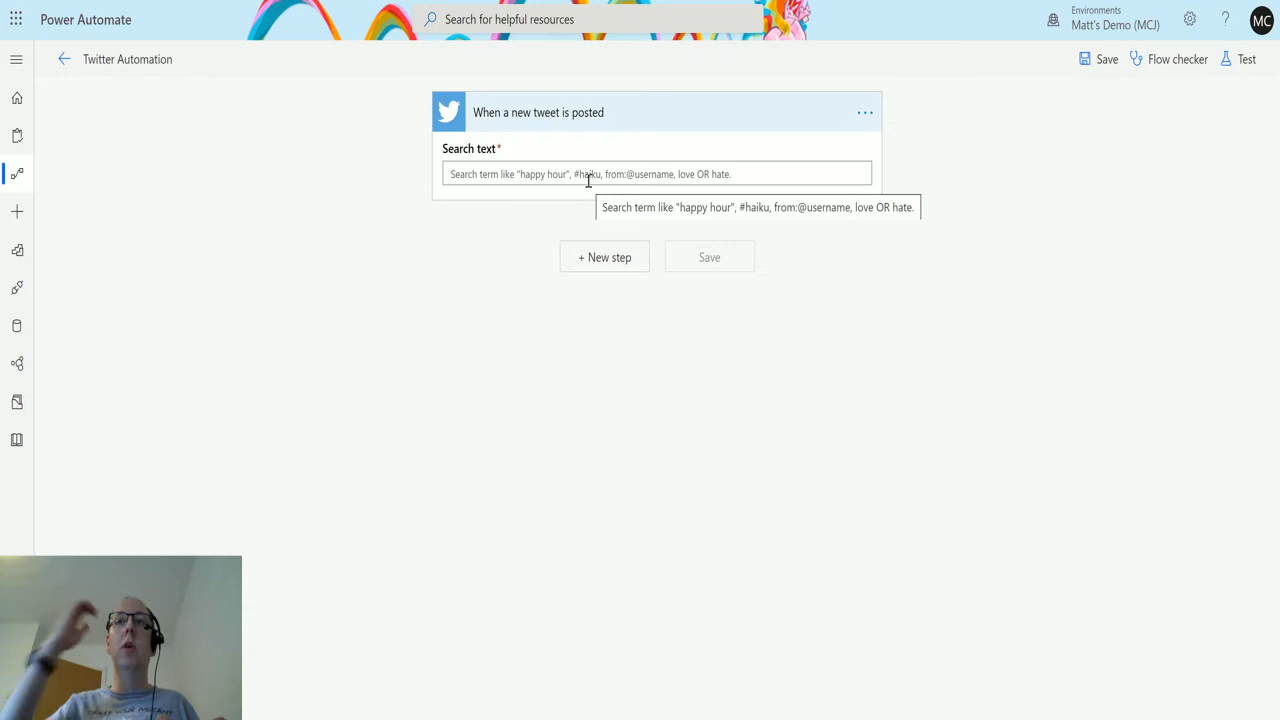 Power Automate
Search for helpful resources
Environments
Matt's Demo (MCJ)
MC
Twitter Automation
Save
Flow checker
Test
When a new tweet is posted
Search text*
Search term like "happy hour", #haiku, from:@username, love OR hate.
Search term like "happy hour", #haiku, from:@username, love OR hate.
+ New step
Save